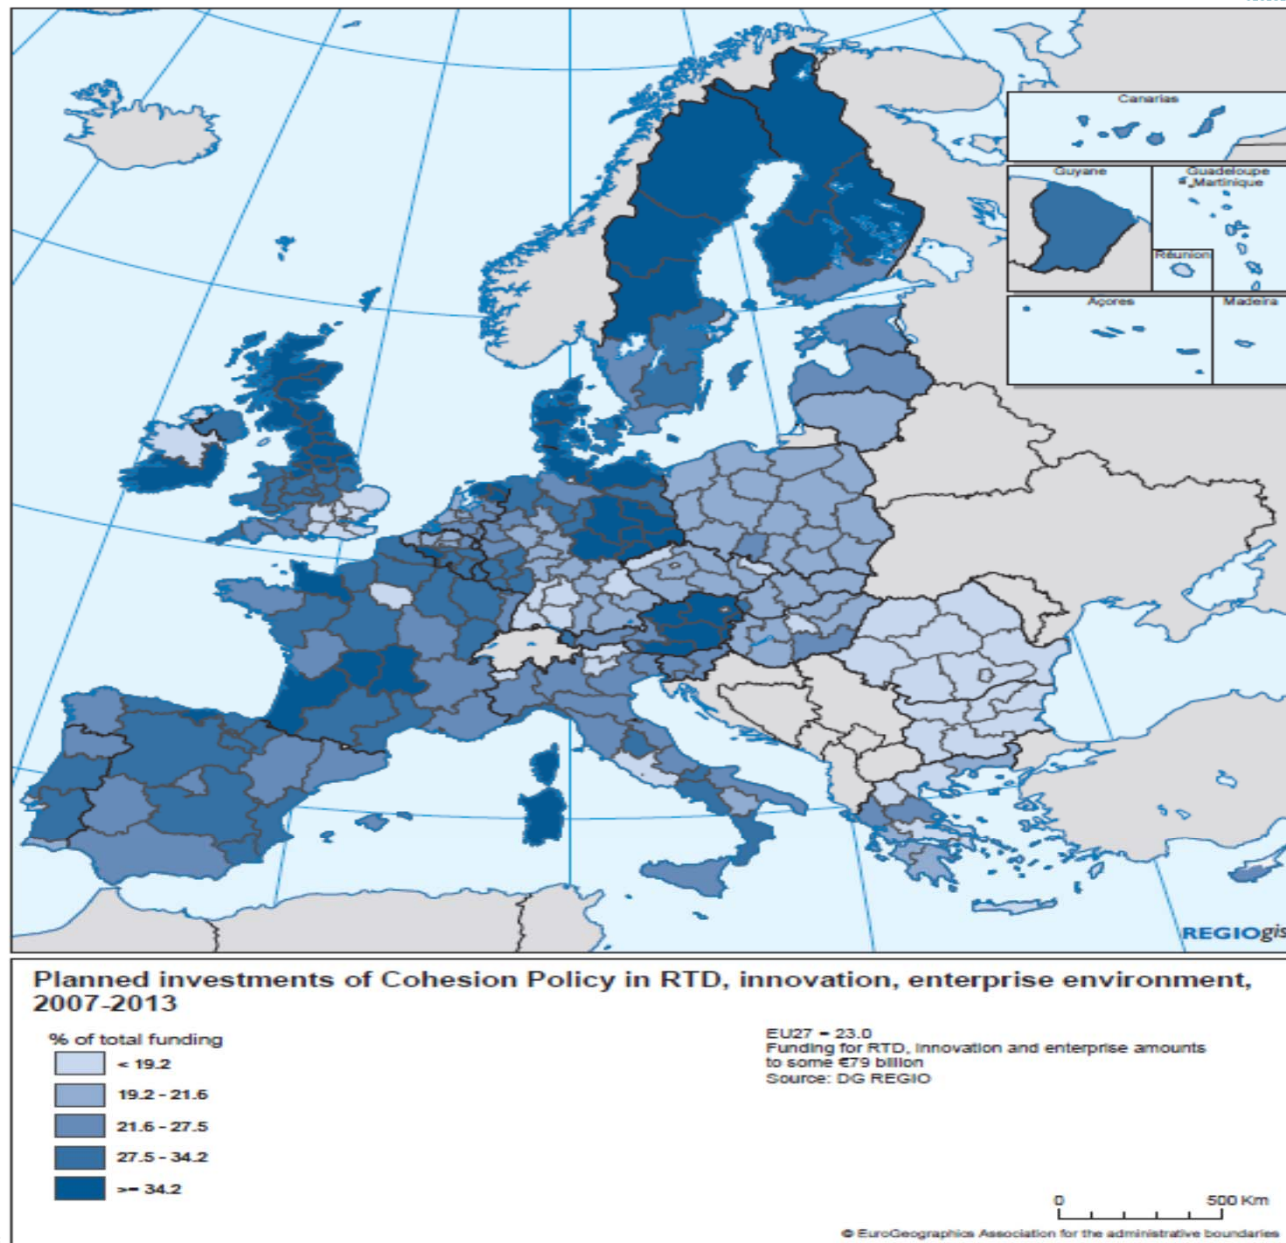 Canarias
Guyane
Guadeloupe
Martinique
Réunion
Açores
Madeira
REGIOgis
Planned investments of Cohesion Policy in RTD, innovation, enterprise environment,
2007-2013
% of total funding
< 19.2
19.2 - 21.6
21.6 - 27.5
27.5 - 34.2
>= 34.2
EU27 = 23.0
Funding for RTD, innovation and enterprise amounts
to some €79 billion
Source: DG REGIO
0 500 Km
© EuroGeographics Association for the administrative boundaries